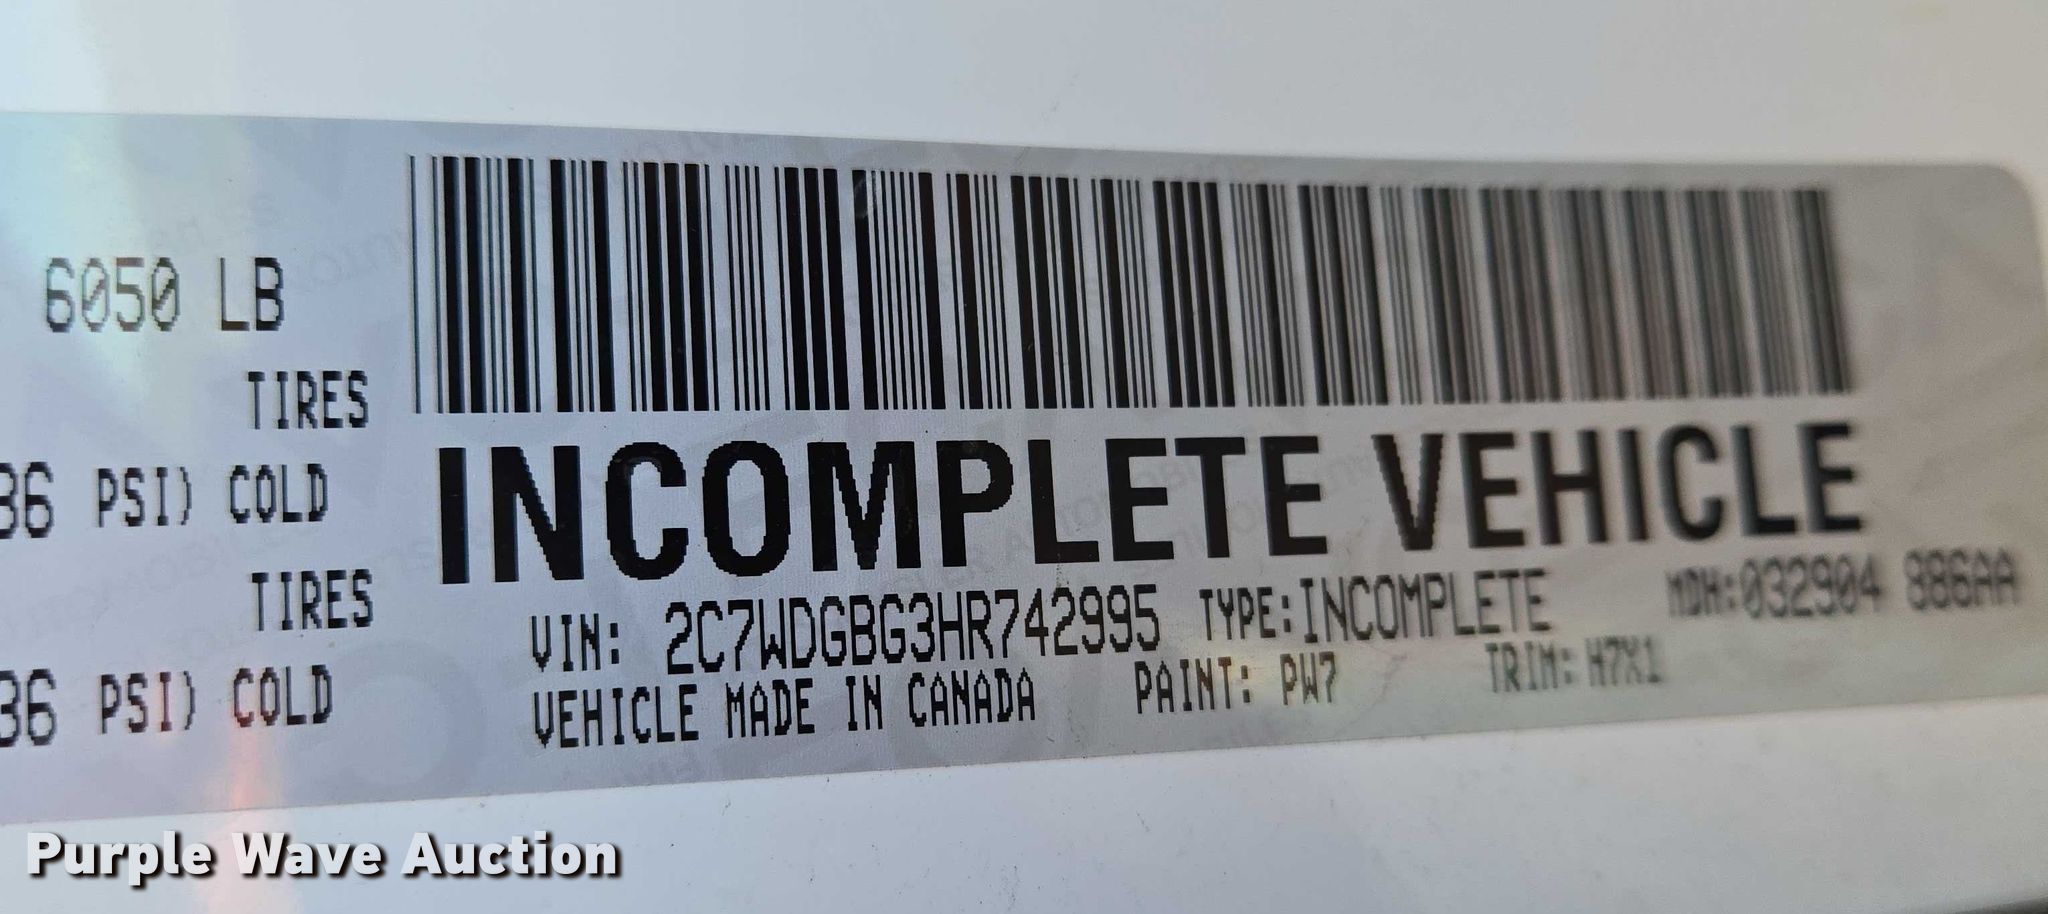 6050 LB
TIRES
36 PSI) COLD
TIRES
36 PSI) COLD
INCOMPLETE VEHICLE
VIN: 2C7WDGBG3HR742995 TYPE: INCOMPLETE MDH: 032904 886AA
VEHICLE MADE IN CANADA PAINT: PW7 TRIM: H7X1
Purple Wave Auction